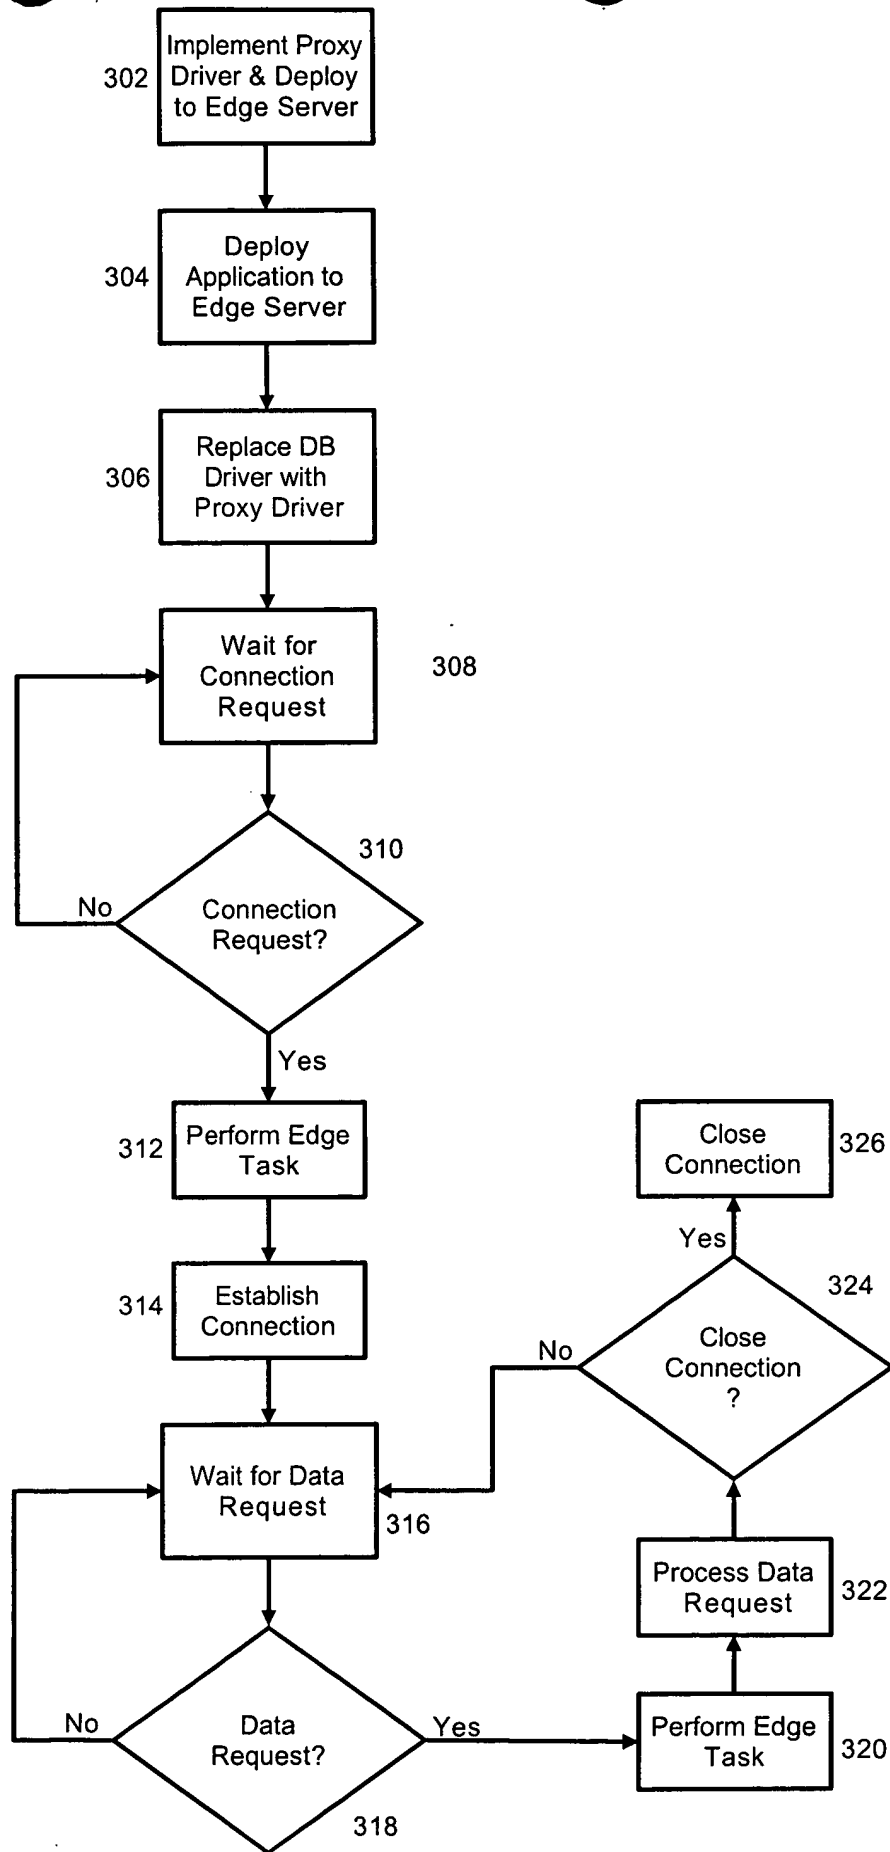 Implement Proxy
Driver & Deploy
to Edge Server
302
Deploy
Application to
Edge Server
304
Replace DB
Driver with
Proxy Driver
306
Wait for
Connection
Request
308
310
Connection
Request?
No
Yes
312
Perform Edge
Task
314
Establish
Connection
Wait for Data
Request
316
Data
Request?
No
Yes
318
Perform Edge
Task
320
Process Data
Request
322
324
Close
Connection
?
No
Yes
Close
Connection
326